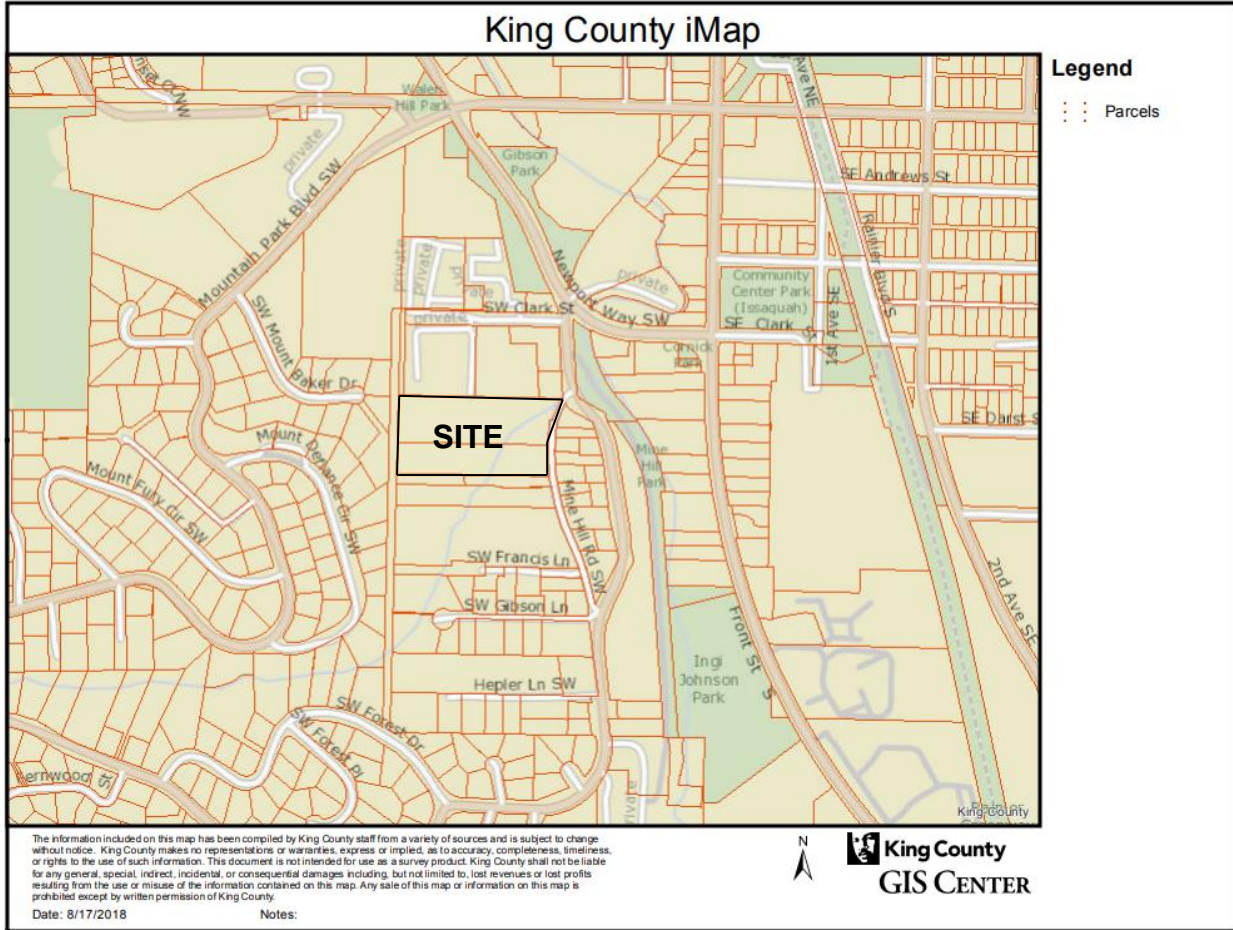 King County iMap
Legend
Parcels
Walen
Hill Park
Gibson
Park
private
Mountain Park Blvd SW
Ave NE
SE Andrews St
Rainier Blvd S
private
private
private
Newport Way SW
private
SW Clark St
private
Community
Center Park
(Issaquah)
SE Clark St
1st Ave SE
Cornick
Park
SW Mount Baker Dr
SITE
SE Darst S
Mount Defiance Cir SW
Mount Fury Cir SW
Mine
Hill
Park
Mine Hill Rd SW
SW Francis Ln
SW Gibson Ln
2nd Ave SE
Front St S
Ingi
Johnson
Park
Hepler Ln SW
SW Forest Dr
SW Forest Pl
ernwood St
private
King County
The information included on this map has been compiled by King County staff from a variety of sources and is subject to change
without notice. King County makes no representations or warranties, express or implied, as to accuracy, completeness, timeliness,
or rights to the use of such information. This document is not intended for use as a survey product. King County shall not be liable
for any general, special, indirect, incidental, or consequential damages including, but not limited to, lost revenues or lost profits
resulting from the use or misuse of the information contained on this map. Any sale of this map or information on this map is
prohibited except by written permission of King County.
Date: 8/17/2018 Notes:
N
King County
GIS CENTER